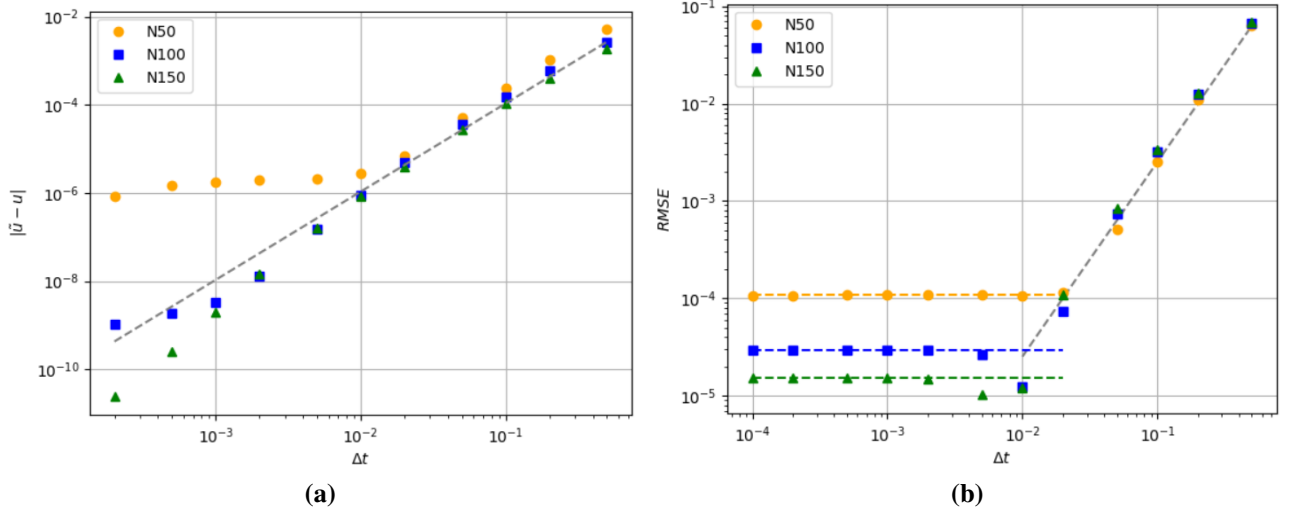 10⁻²
10⁻⁴
10⁻⁶
10⁻⁸
10⁻¹⁰
|ũ − u|
N50
N100
N150
10⁻³
10⁻²
10⁻¹
Δt
(a)
10⁻¹
10⁻²
10⁻³
10⁻⁴
10⁻⁵
RMSE
N50
N100
N150
10⁻⁴
10⁻³
10⁻²
10⁻¹
Δt
(b)